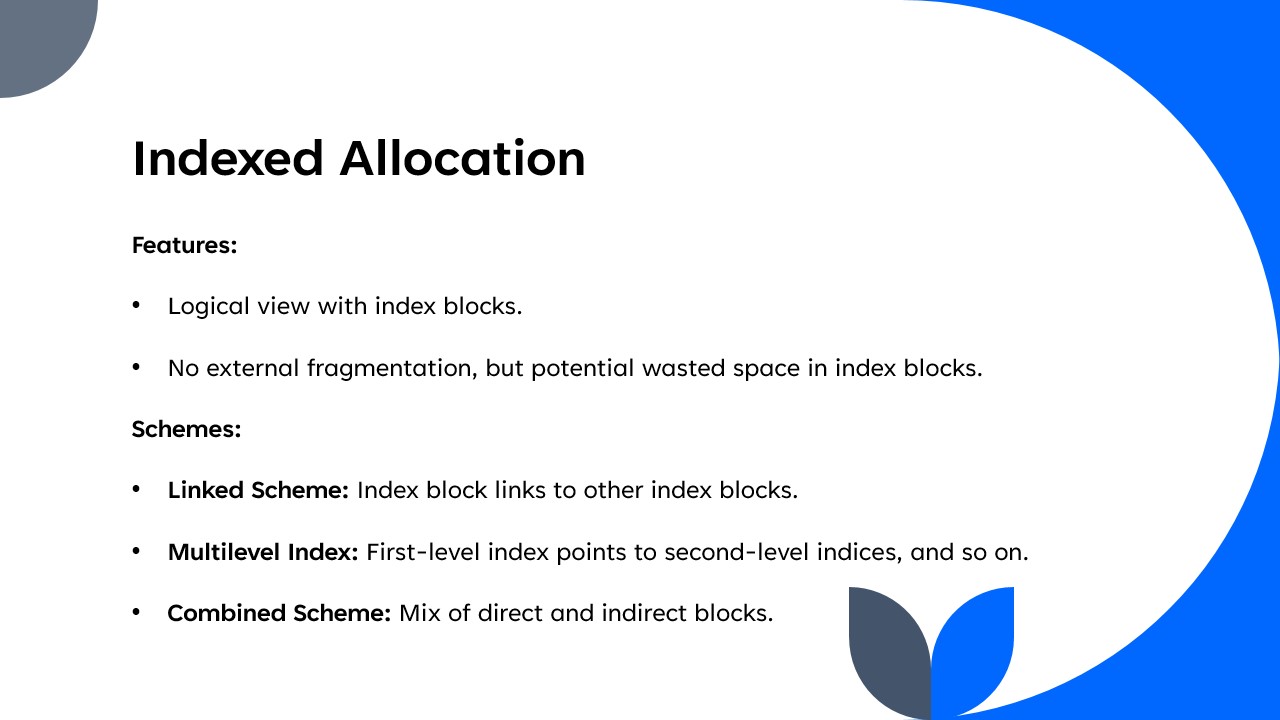 Indexed Allocation
Features:
• Logical view with index blocks.
• No external fragmentation, but potential wasted space in index blocks.
Schemes:
• Linked Scheme: Index block links to other index blocks.
• Multilevel Index: First-level index points to second-level indices, and so on.
• Combined Scheme: Mix of direct and indirect blocks.